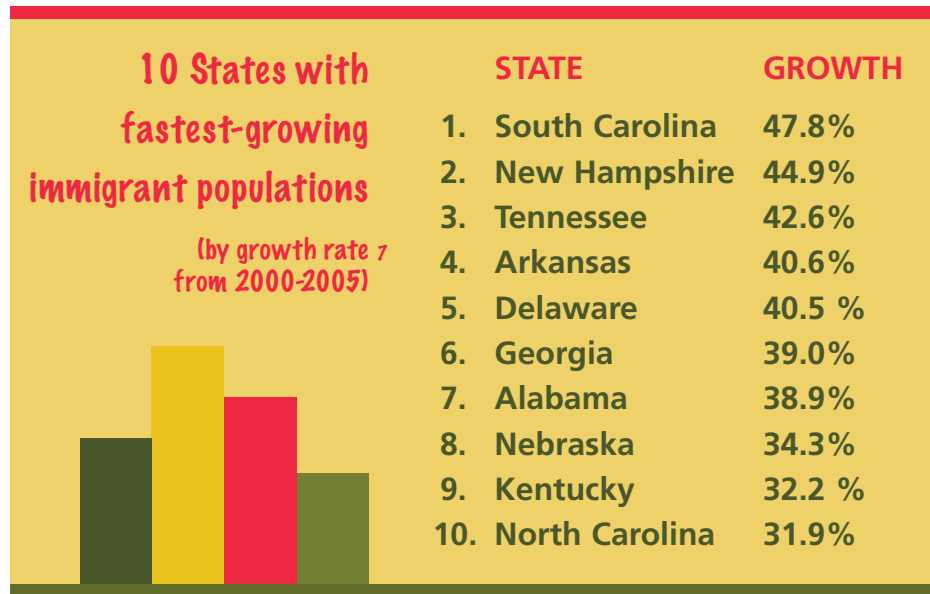 10 States with
fastest-growing
immigrant populations
(by growth rate 7
from 2000-2005)
STATE GROWTH
1. South Carolina 47.8%
2. New Hampshire 44.9%
3. Tennessee 42.6%
4. Arkansas 40.6%
5. Delaware 40.5 %
6. Georgia 39.0%
7. Alabama 38.9%
8. Nebraska 34.3%
9. Kentucky 32.2 %
10. North Carolina 31.9%